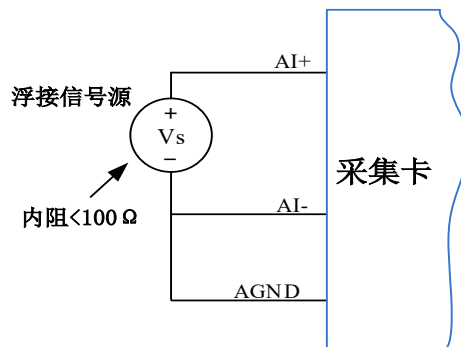 AI+
浮接信号源
+
Vs
−
采集卡
内阻<100Ω
AI-
AGND